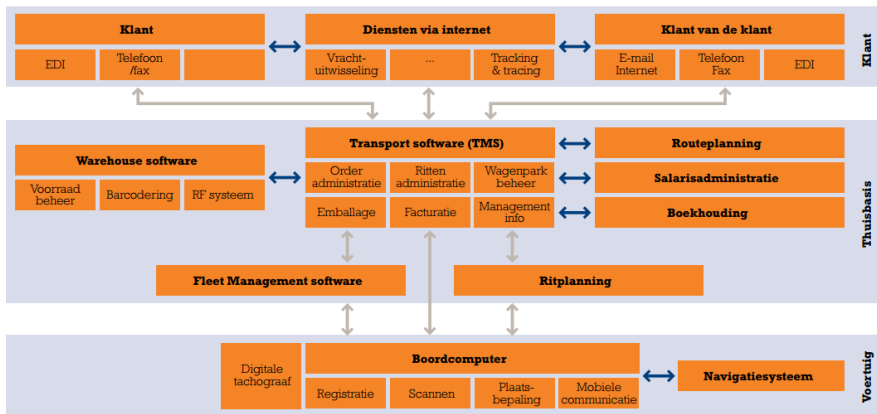 Klant
EDI
Telefoon
/fax
Diensten via internet
Vracht-
uitwisseling
...
Tracking
& tracing
Klant van de klant
E-mail
Internet
Telefoon
Fax
EDI
Klant
Warehouse software
Voorraad
beheer
Barcodering
RF systeem
Transport software (TMS)
Order
administratie
Ritten
administratie
Wagenpark
beheer
Emballage
Facturatie
Management
info
Routeplanning
Salarisadministratie
Boekhouding
Fleet Management software
Ritplanning
Thuisbasis
Digitale
tachograaf
Boordcomputer
Registratie
Scannen
Plaats-
bepaling
Mobiele
communicatie
Navigatiesysteem
Voertuig